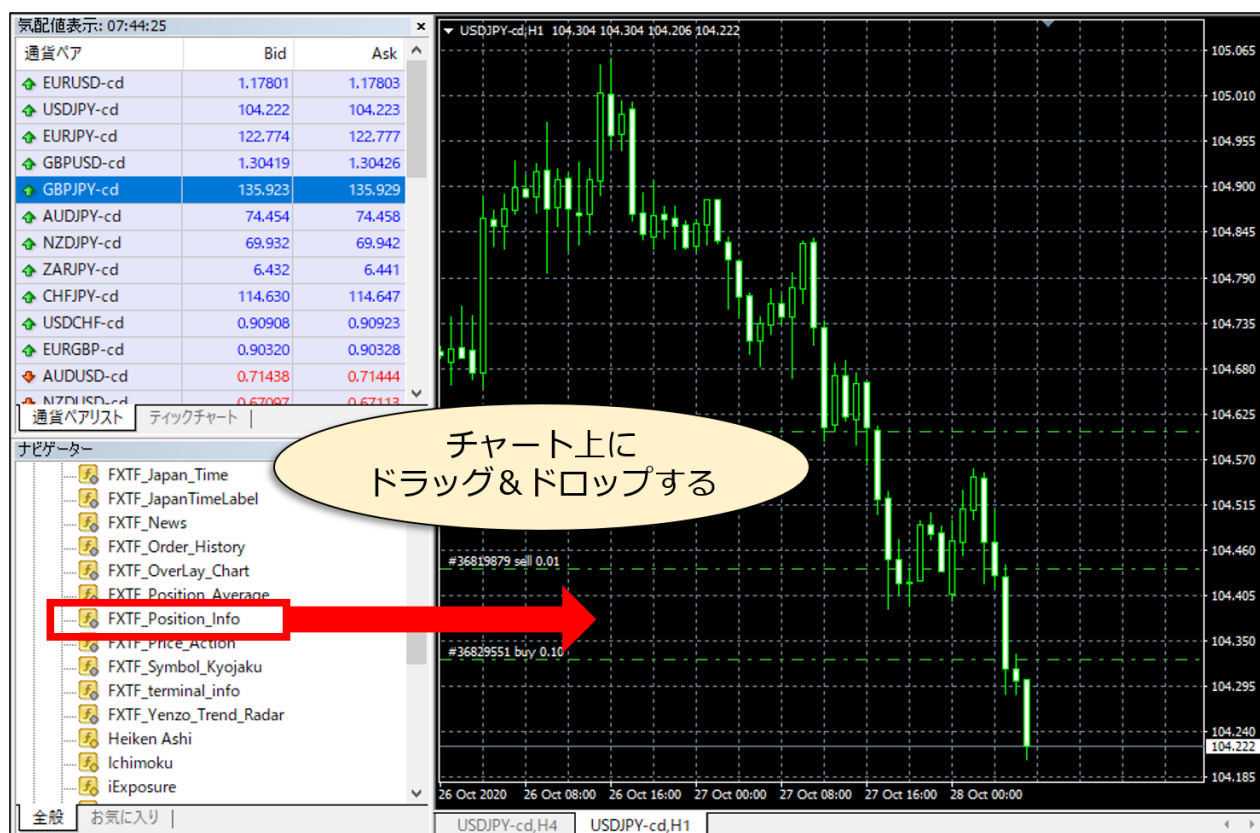 気配値表示: 07:44:25
通貨ペア Bid Ask
EURUSD-cd 1.17801 1.17803
USDJPY-cd 104.222 104.223
EURJPY-cd 122.774 122.777
GBPUSD-cd 1.30419 1.30426
GBPJPY-cd 135.923 135.929
AUDJPY-cd 74.454 74.458
NZDJPY-cd 69.932 69.942
ZARJPY-cd 6.432 6.441
CHFJPY-cd 114.630 114.647
USDCHF-cd 0.90908 0.90923
EURGBP-cd 0.90320 0.90328
AUDUSD-cd 0.71438 0.71444
NZDUSD-cd 0.67097 0.67113
通貨ペアリスト ティックチャート
ナビゲーター
FXTF_Japan_Time
FXTF_JapanTimeLabel
FXTF_News
FXTF_Order_History
FXTF_OverLay_Chart
FXTF_Position_Average
FXTF_Position_Info
FXTF_Price_Action
FXTF_Symbol_Kyojaku
FXTF_terminal_info
FXTF_Yenzo_Trend_Radar
Heiken Ashi
Ichimoku
iExposure
全般 お気に入り
チャート上に
ドラッグ&ドロップする
USDJPY-cd,H1 104.304 104.304 104.206 104.222
#36819879 sell 0.01
#36829551 buy 0.10
105.065
105.010
104.955
104.900
104.845
104.790
104.735
104.680
104.625
104.570
104.515
104.460
104.405
104.350
104.295
104.240
104.222
104.185
26 Oct 2020 26 Oct 08:00 26 Oct 16:00 27 Oct 00:00 27 Oct 08:00 27 Oct 16:00 28 Oct 00:00
USDJPY-cd,H4 USDJPY-cd,H1